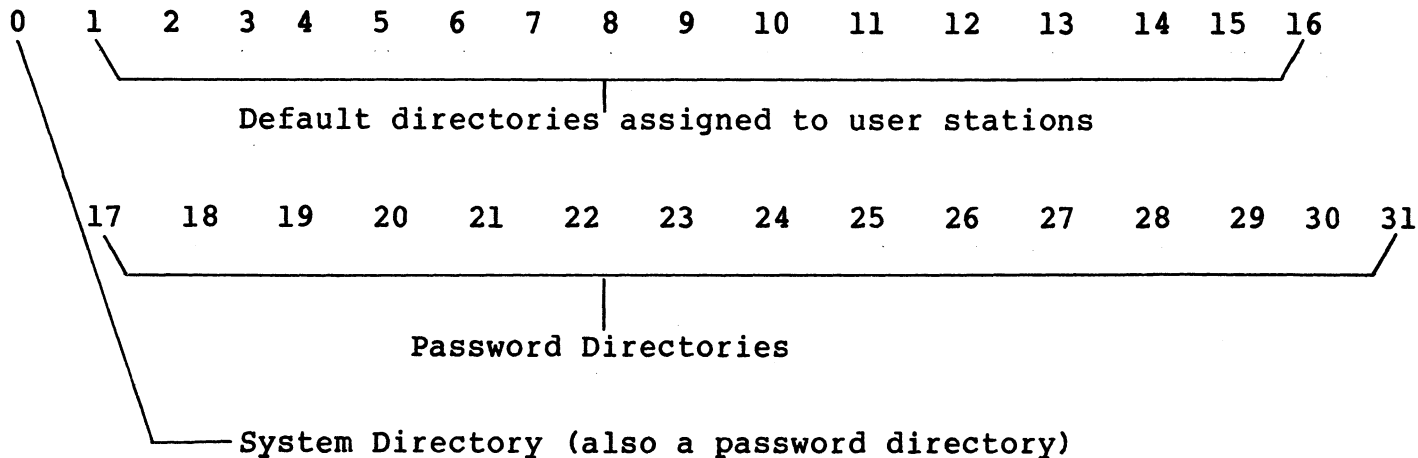 0 1 2 3 4 5 6 7 8 9 10 11 12 13 14 15 16
Default directories assigned to user stations
17 18 19 20 21 22 23 24 25 26 27 28 29 30 31
Password Directories
System Directory (also a password directory)